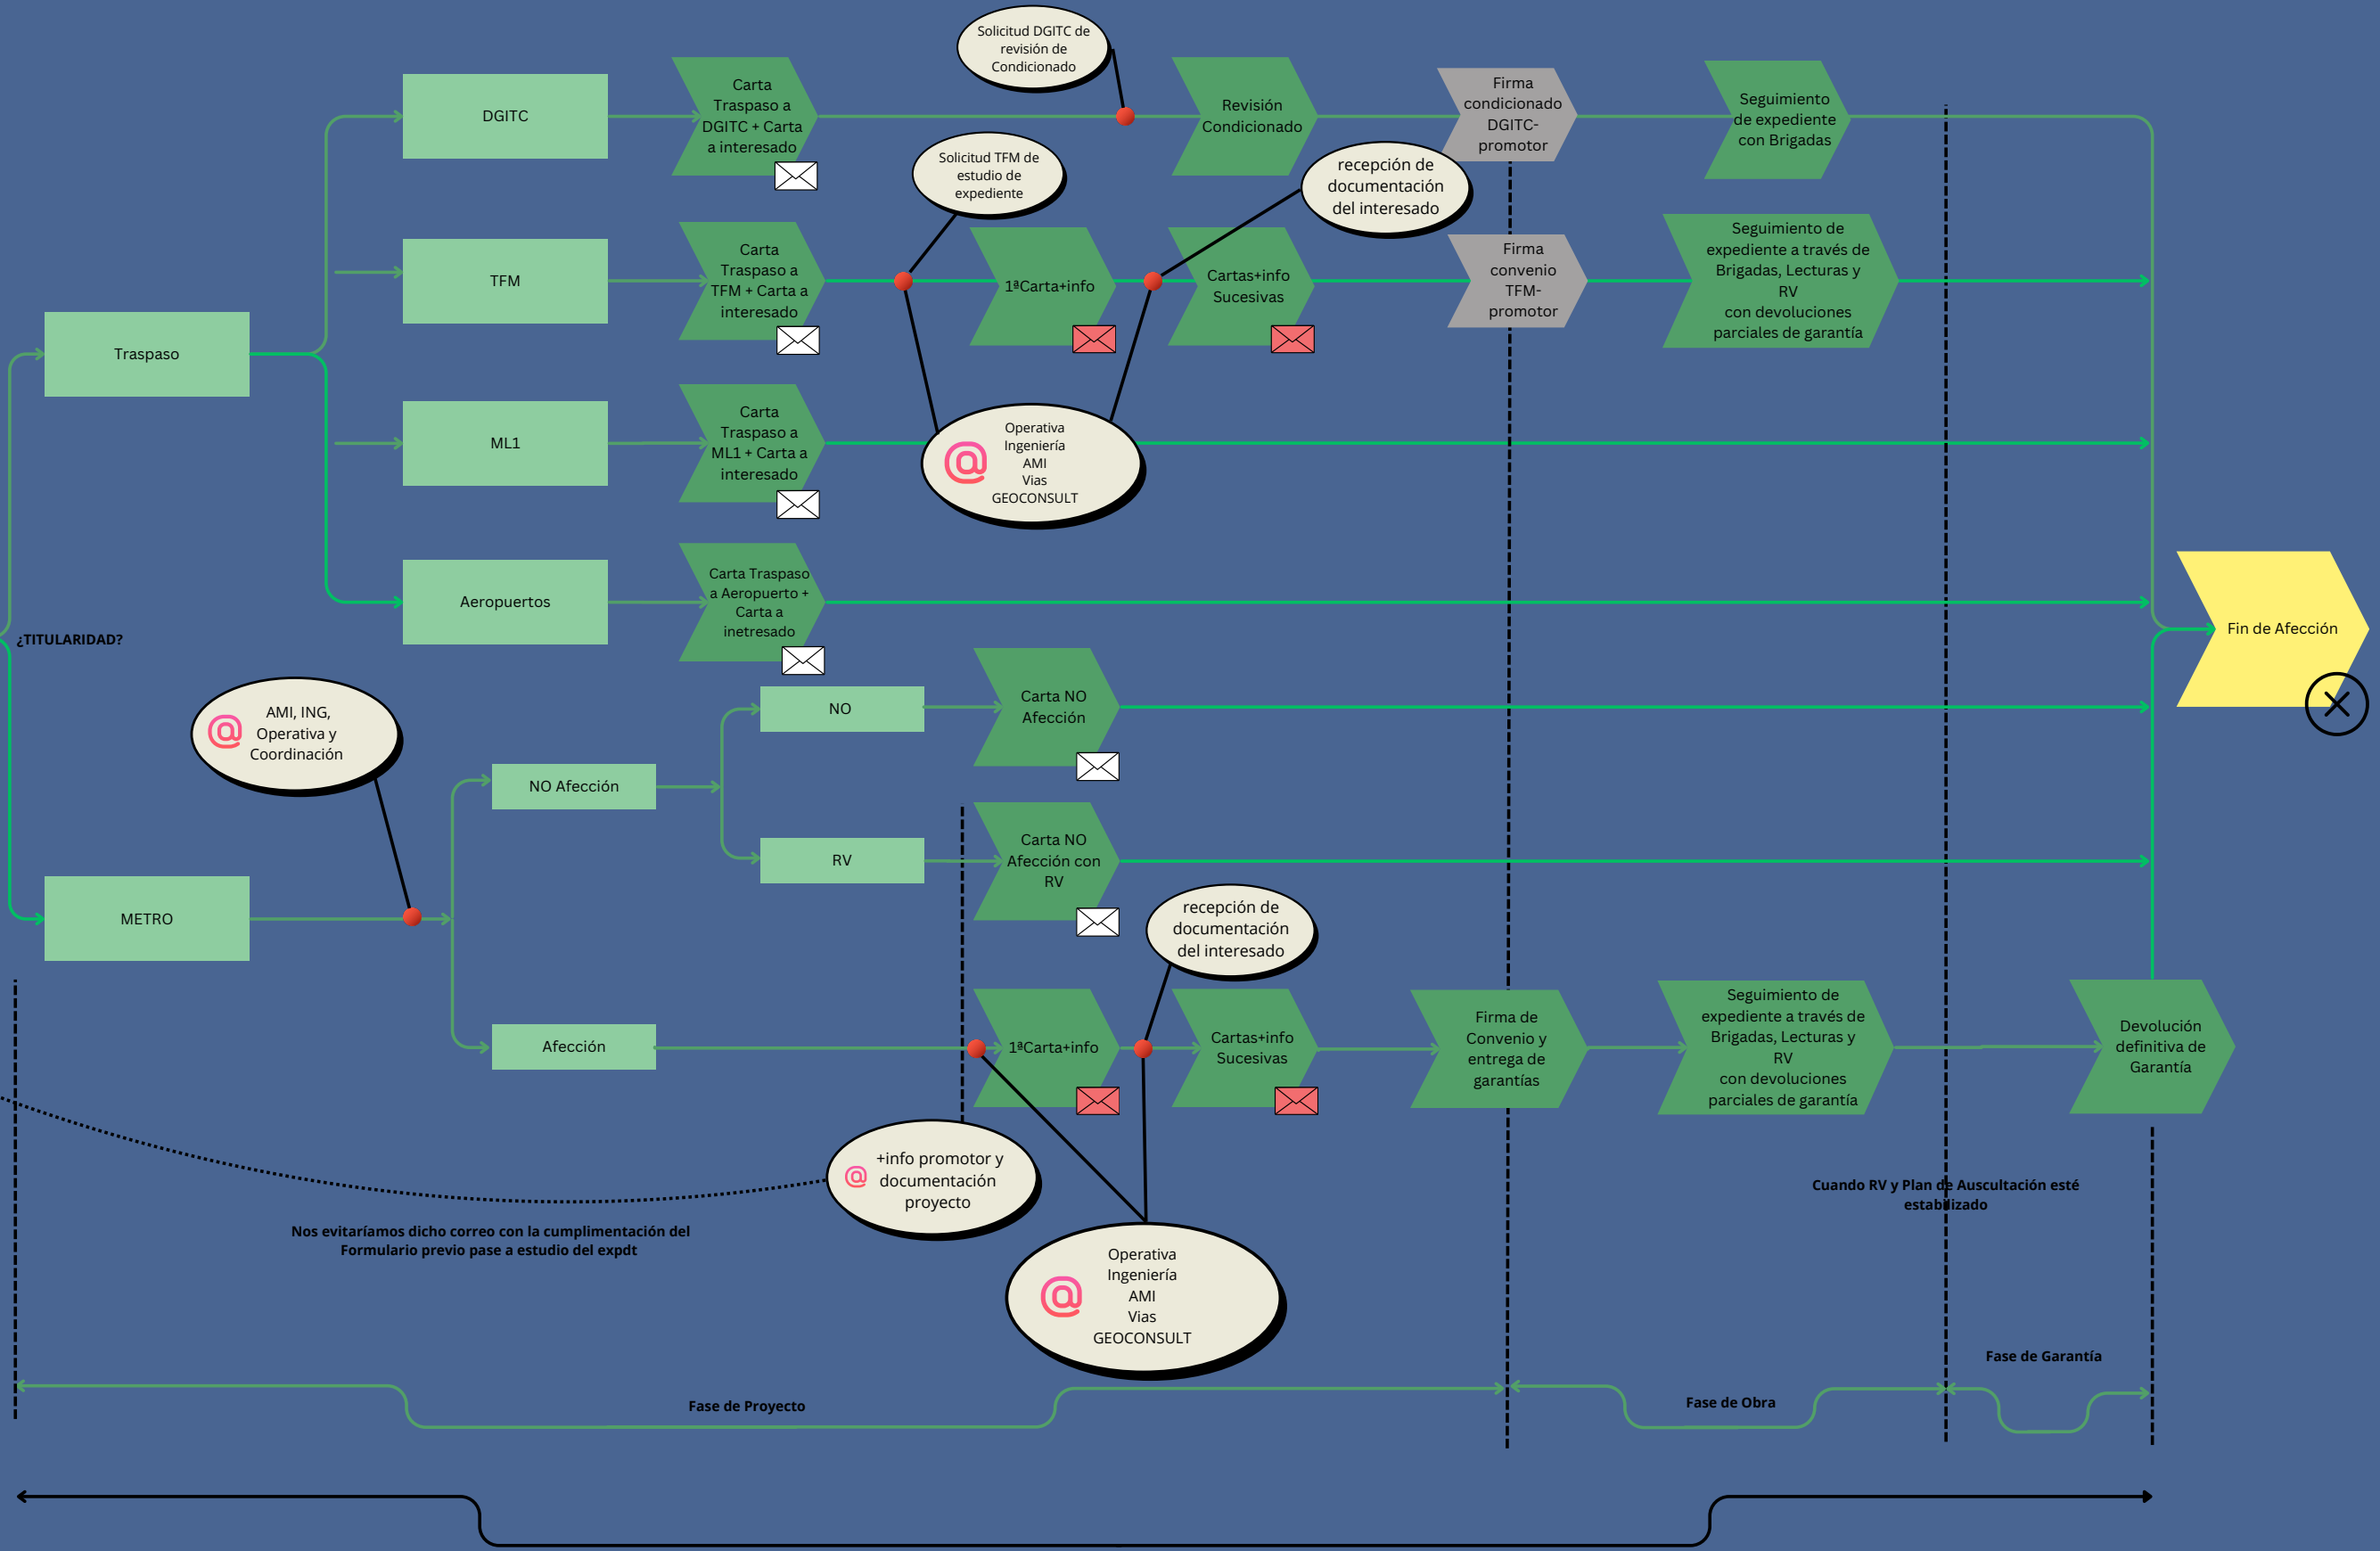 Solicitud DGITC de
revisión de
Condicionado
DGITC
Carta
Traspaso a
DGITC + Carta
a interesado
Revisión
Condicionado
Firma
condicionado
DGITC-
promotor
Seguimiento
de expediente
con Brigadas
Solicitud TFM de
estudio de
expediente
recepción de
documentación
del interesado
TFM
Carta
Traspaso a
TFM + Carta a
interesado
1ªCarta+info
Cartas+info
Sucesivas
Firma
convenio
TFM-
promotor
Seguimiento de
expediente a través de
Brigadas, Lecturas y
RV
con devoluciones
parciales de garantía
Traspaso
ML1
Carta
Traspaso a
ML1 + Carta a
interesado
Operativa
Ingeniería
AMI
Vias
GEOCONSULT
Aeropuertos
Carta Traspaso
a Aeropuerto +
Carta a
inetresado
¿TITULARIDAD?
Fin de Afección
AMI, ING,
Operativa y
Coordinación
NO
Carta NO
Afección
NO Afección
RV
Carta NO
Afección con
RV
METRO
recepción de
documentación
del interesado
Afección
1ªCarta+info
Cartas+info
Sucesivas
Firma de
Convenio y
entrega de
garantías
Seguimiento de
expediente a través de
Brigadas, Lecturas y
RV
con devoluciones
parciales de garantía
Devolución
definitiva de
Garantía
+info promotor y
documentación
proyecto
Cuando RV y Plan de Auscultación esté
estabilizado
Nos evitaríamos dicho correo con la cumplimentación del
Formulario previo pase a estudio del expdt
Operativa
Ingeniería
AMI
Vias
GEOCONSULT
Fase de Proyecto
Fase de Obra
Fase de Garantía